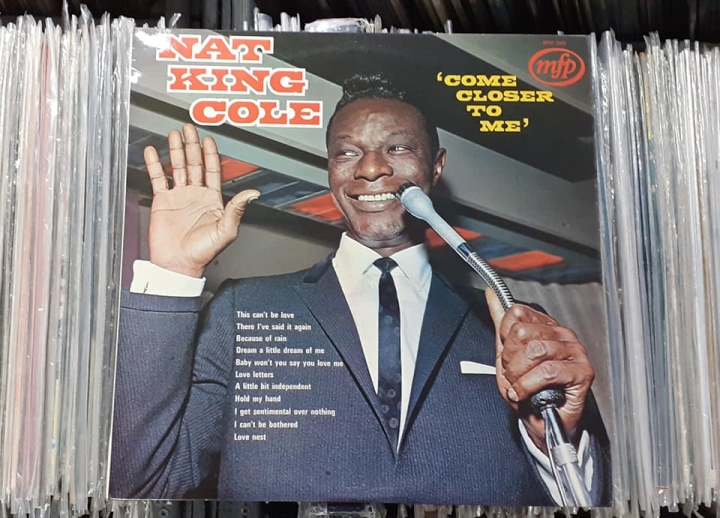 NAT
KING
COLE
'COME
CLOSER
TO
ME'
mfp
This can't be love
There I've said it again
Because of rain
Dream a little dream of me
Baby won't you say you love me
Love letters
A little bit independent
Hold my hand
I get sentimental over nothing
I can't be bothered
Love nest